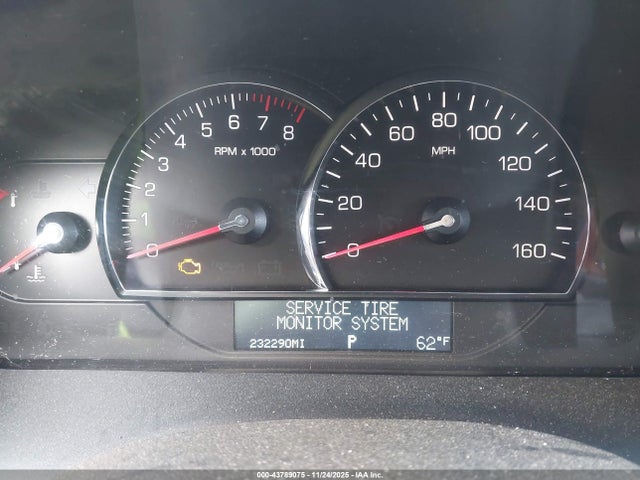 0 1 2 3 4 5 6 7 8
RPM x 1000
0 20 40 60 80 100 120 140 160
MPH
SERVICE TIRE
MONITOR SYSTEM
232290MI P 62°F
000-43789075 - 11/24/2025 - IAA Inc.